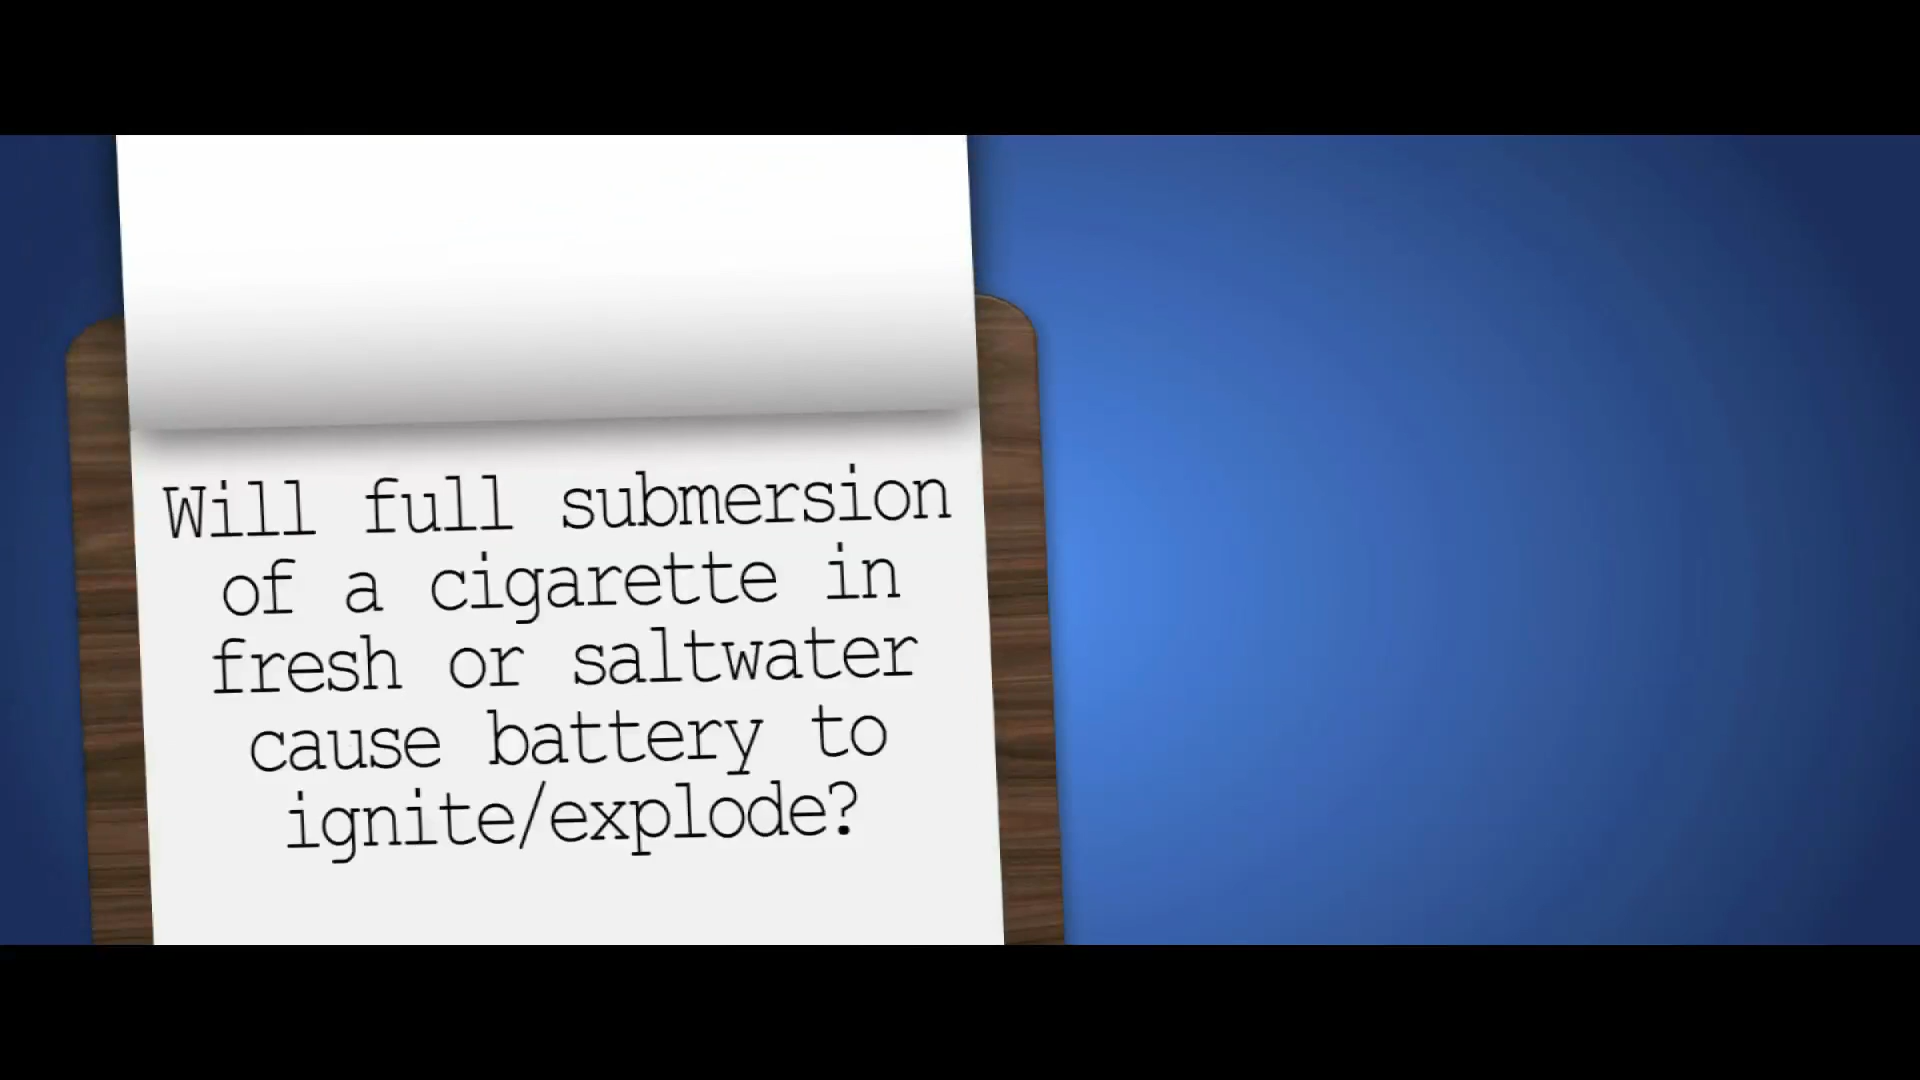 Will full submersion
of a cigarette in
fresh or saltwater
cause battery to
ignite/explode?